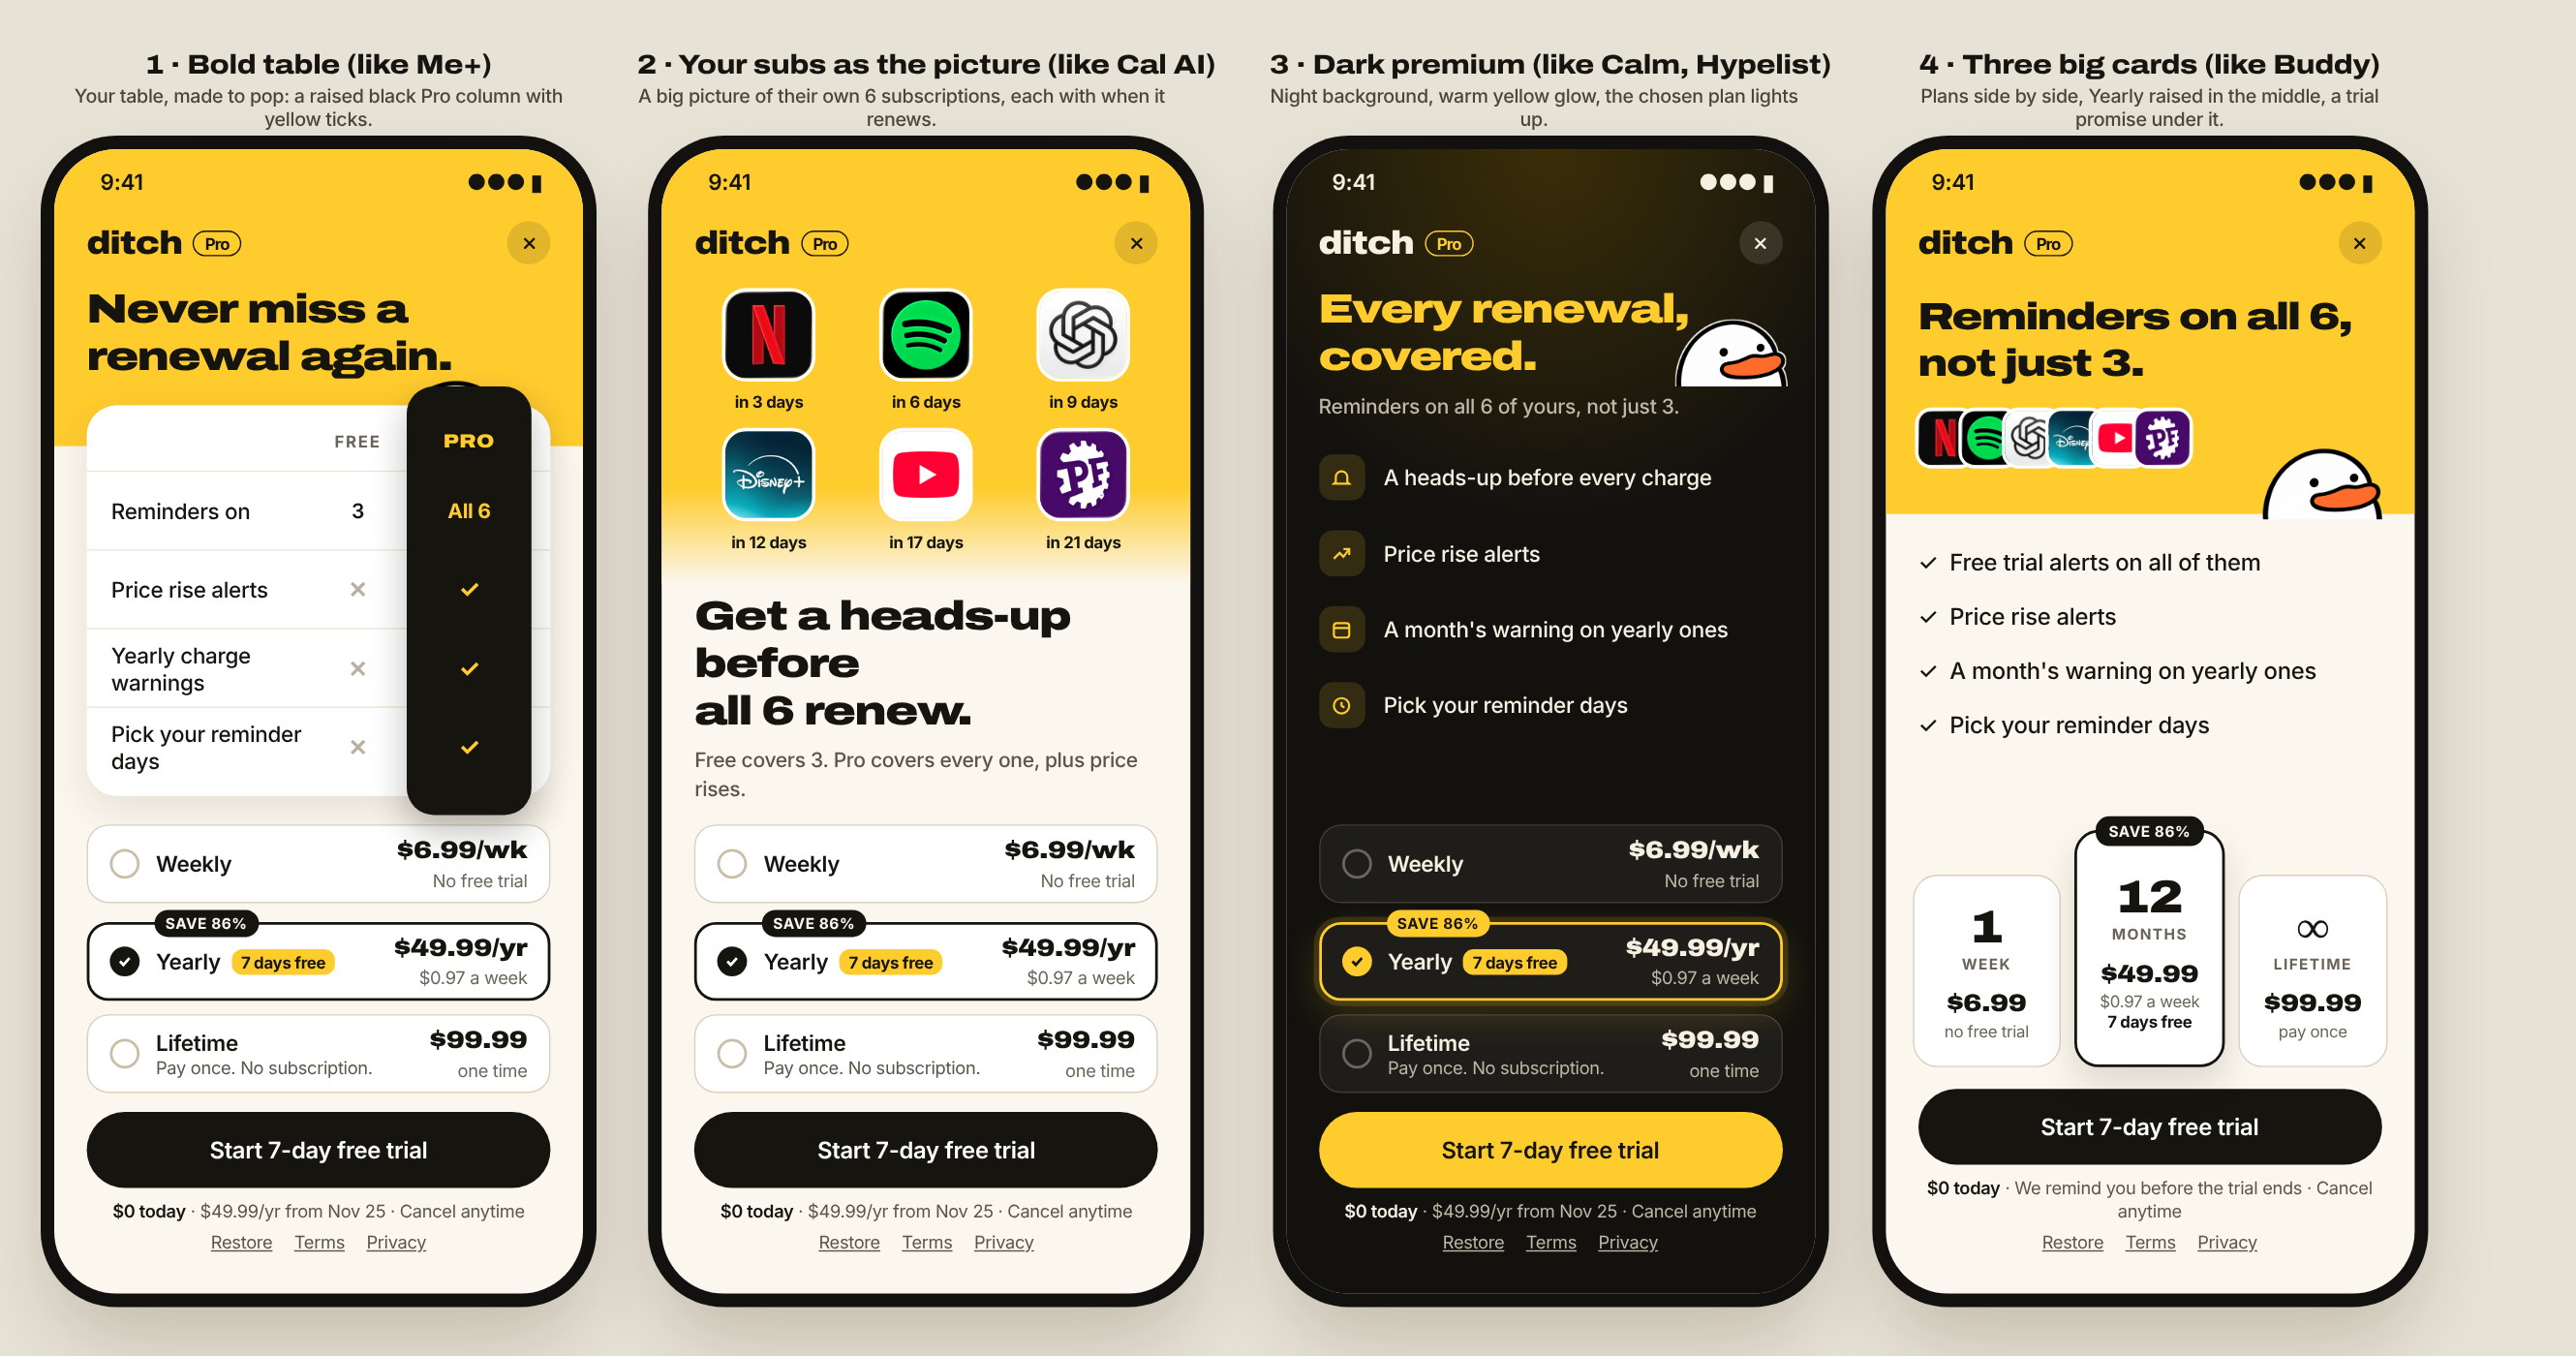 1 · Bold table (like Me+)
Your table, made to pop: a raised black Pro column with
yellow ticks.
9:41
ditch Pro
Never miss a
renewal again.
FREE PRO
Reminders on 3 All 6
Price rise alerts
Yearly charge
warnings
Pick your reminder
days
Weekly $6.99/wk
No free trial
SAVE 86%
Yearly 7 days free $49.99/yr
$0.97 a week
Lifetime $99.99
Pay once. No subscription. one time
Start 7-day free trial
$0 today · $49.99/yr from Nov 25 · Cancel anytime
Restore Terms Privacy
2 · Your subs as the picture (like Cal AI)
A big picture of their own 6 subscriptions, each with when it
renews.
9:41
ditch Pro
N
in 3 days in 6 days in 9 days
Disney+ PF
in 12 days in 17 days in 21 days
Get a heads-up
before
all 6 renew.
Free covers 3. Pro covers every one, plus price
rises.
Weekly $6.99/wk
No free trial
SAVE 86%
Yearly 7 days free $49.99/yr
$0.97 a week
Lifetime $99.99
Pay once. No subscription. one time
Start 7-day free trial
$0 today · $49.99/yr from Nov 25 · Cancel anytime
Restore Terms Privacy
3 · Dark premium (like Calm, Hypelist)
Night background, warm yellow glow, the chosen plan lights
up.
9:41
ditch Pro
Every renewal,
covered.
Reminders on all 6 of yours, not just 3.
A heads-up before every charge
Price rise alerts
A month's warning on yearly ones
Pick your reminder days
Weekly $6.99/wk
No free trial
SAVE 86%
Yearly 7 days free $49.99/yr
$0.97 a week
Lifetime $99.99
Pay once. No subscription. one time
Start 7-day free trial
$0 today · $49.99/yr from Nov 25 · Cancel anytime
Restore Terms Privacy
4 · Three big cards (like Buddy)
Plans side by side, Yearly raised in the middle, a trial
promise under it.
9:41
ditch Pro
Reminders on all 6,
not just 3.
N Disney PF
Free trial alerts on all of them
Price rise alerts
A month's warning on yearly ones
Pick your reminder days
1
WEEK
$6.99
no free trial
SAVE 86%
12
MONTHS
$49.99
$0.97 a week
7 days free
∞
LIFETIME
$99.99
pay once
Start 7-day free trial
$0 today · We remind you before the trial ends · Cancel
anytime
Restore Terms Privacy